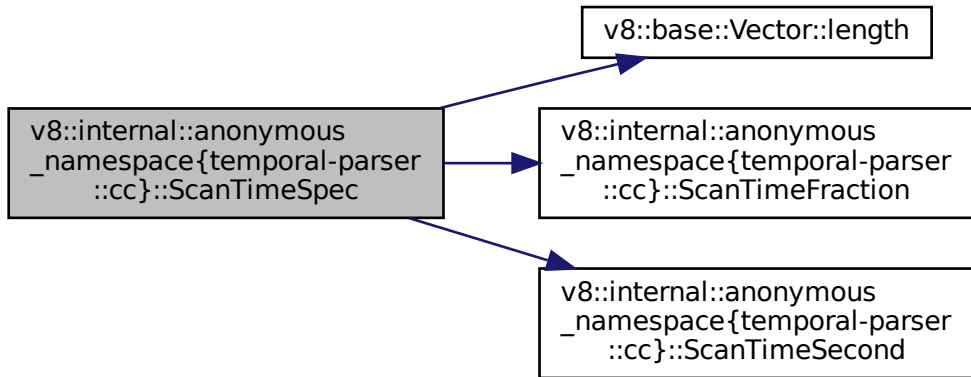 v8::base::Vector::length
v8::internal::anonymous
_namespace{temporal-parser
::cc}::ScanTimeSpec
v8::internal::anonymous
_namespace{temporal-parser
::cc}::ScanTimeFraction
v8::internal::anonymous
_namespace{temporal-parser
::cc}::ScanTimeSecond